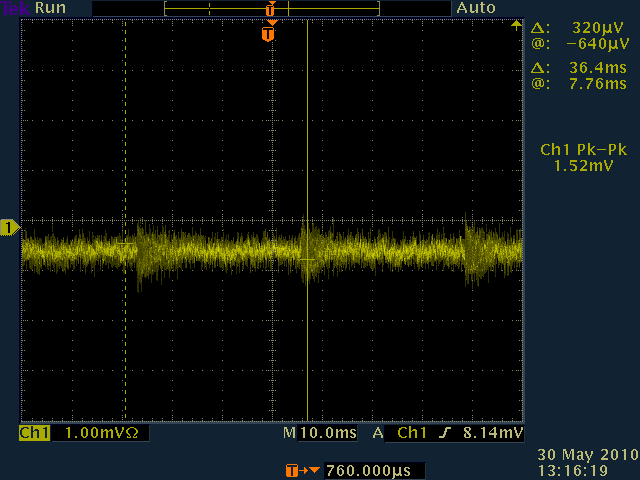 Tek Run
Auto
T
T
Δ: 320µV
@: −640µV
Δ: 36.4ms
@: 7.76ms
Ch1 Pk−Pk
1.52mV
1
Ch1 1.00mVΩ M 10.0ms A Ch1 8.14mV
T 760.000µs
30 May 2010
13:16:19